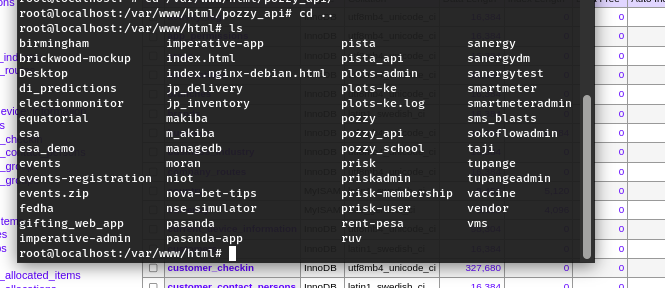 root@localhost:/var/www/html/pozzy_api# cd ..
root@localhost:/var/www/html# ls
birmingham imperative-app pista sanergy
brickwood-mockup index.html pista_api sanergydm
Desktop index.nginx-debian.html plots-admin sanergytest
di_predictions jp_delivery plots-ke smartmeter
electionmonitor jp_inventory plots-ke.log smartmeteradmin
equatorial makiba pozzy sms_blasts
esa m_akiba pozzy_api sokoflowadmin
esa_demo managedb pozzy_school taji
events moran prisk tupange
events-registration niot priskadmin tupangeadmin
events.zip nova-bet-tips prisk-membership vaccine
fedha nse_simulator prisk-user vendor
gifting_web_app pasanda rent-pesa vms
imperative-admin pasanda-app ruv
root@localhost:/var/www/html#
_allocated_items customer_checkin InnoDB utf8mb4_unicode_ci 327,680 0 0
customer_contact_persons InnoDB latin1_swedish_ci 16,384 0 0